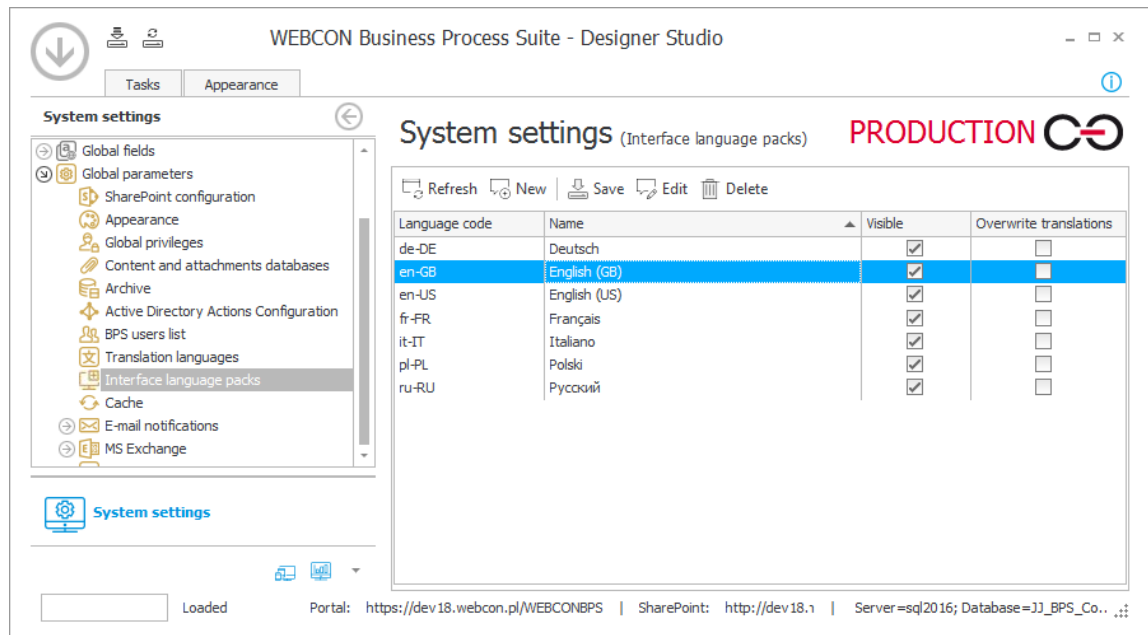 WEBCON Business Process Suite - Designer Studio
Tasks Appearance
System settings
Global fields
Global parameters
SharePoint configuration
Appearance
Global privileges
Content and attachments databases
Archive
Active Directory Actions Configuration
BPS users list
Translation languages
Interface language packs
Cache
E-mail notifications
MS Exchange
System settings
System settings (Interface language packs) PRODUCTION
Refresh New Save Edit Delete
Language code Name Visible Overwrite translations
de-DE Deutsch
en-GB English (GB)
en-US English (US)
fr-FR Français
it-IT Italiano
pl-PL Polski
ru-RU Русский
Loaded Portal: https://dev18.webcon.pl/WEBCONBPS | SharePoint: http://dev18.1 | Server=sql2016; Database=JJ_BPS_Co..